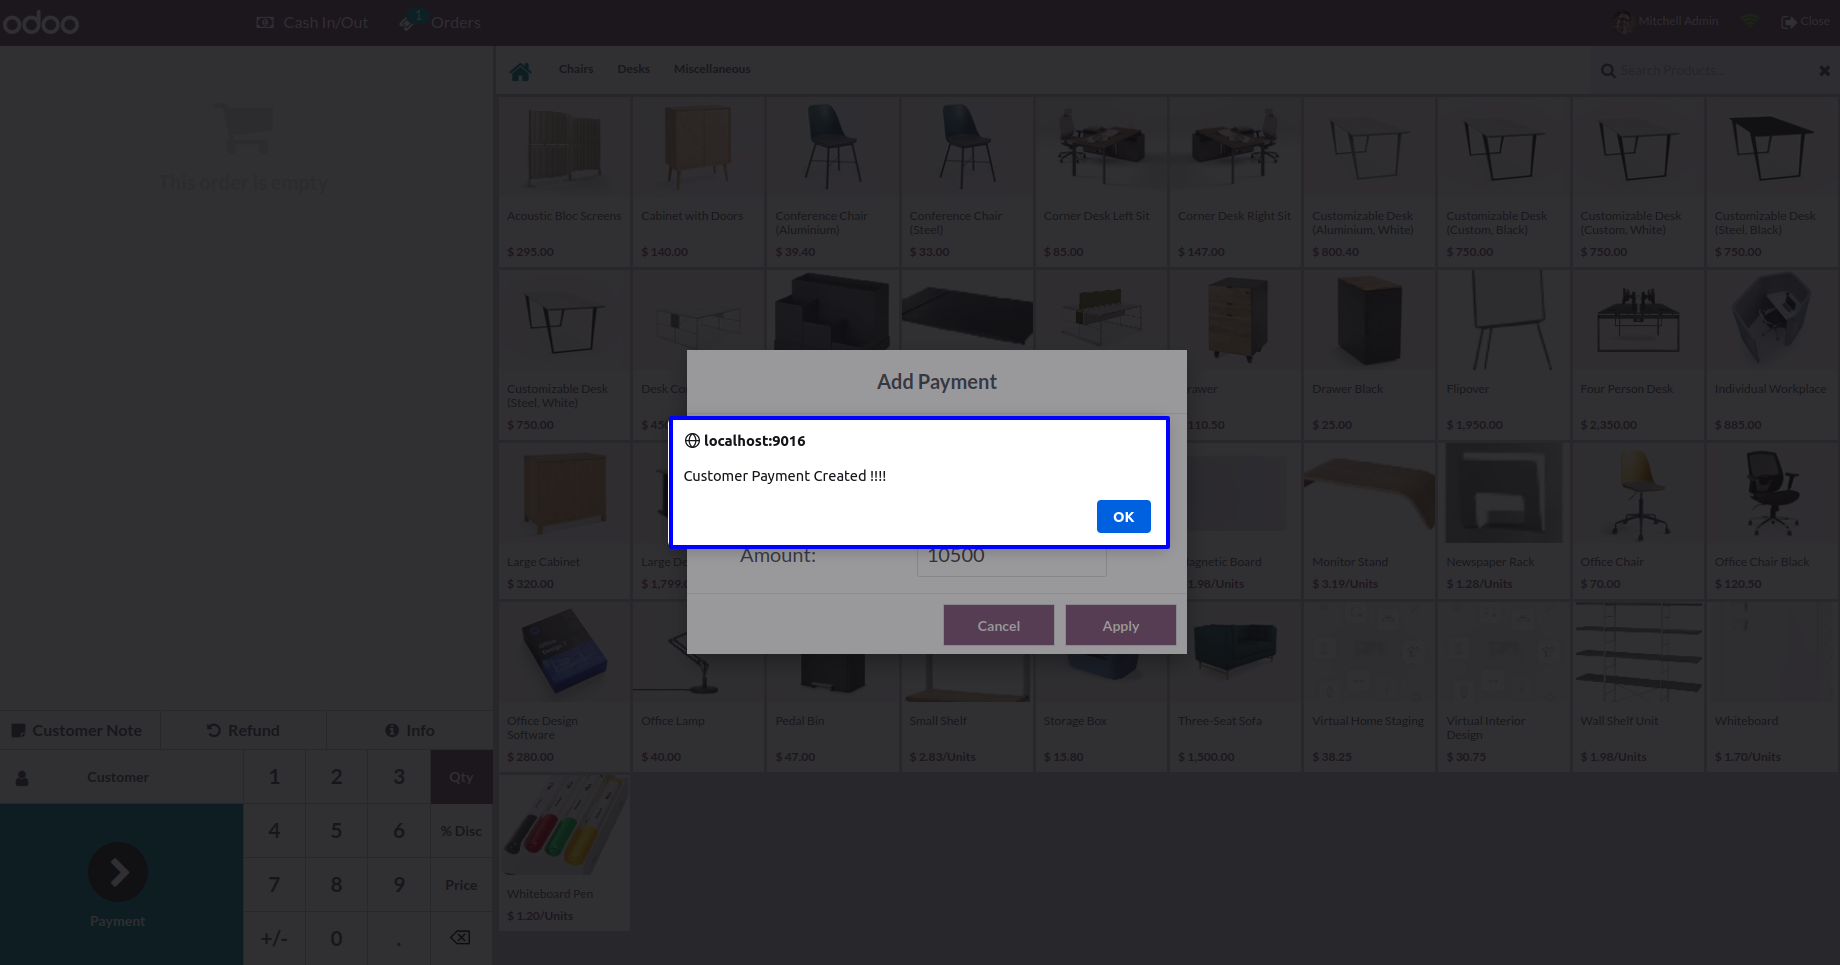 odoo
Cash In/Out
1
Orders
Mitchell Admin
Close
This order is empty
Chairs
Desks
Miscellaneous
Search Products...
Acoustic Bloc Screens
$ 295.00
Cabinet with Doors
$ 140.00
Conference Chair
(Aluminium)
$ 39.40
Conference Chair
(Steel)
$ 33.00
Corner Desk Left Sit
$ 85.00
Corner Desk Right Sit
$ 147.00
Customizable Desk
(Aluminium, White)
$ 800.40
Customizable Desk
(Custom, Black)
$ 750.00
Customizable Desk
(Custom, White)
$ 750.00
Customizable Desk
(Steel, Black)
$ 750.00
Customizable Desk
(Steel, White)
$ 750.00
Desk Co
$ 45
rawer
110.50
Drawer Black
$ 25.00
Flipover
$ 1,950.00
Four Person Desk
$ 2,350.00
Individual Workplace
$ 885.00
Large Cabinet
$ 320.00
Large De
$ 1,799.
agnetic Board
1.98/Units
Monitor Stand
$ 3.19/Units
Newspaper Rack
$ 1.28/Units
Office Chair
$ 70.00
Office Chair Black
$ 120.50
Office Design
Software
$ 280.00
Office Lamp
$ 40.00
Pedal Bin
$ 47.00
Small Shelf
$ 2.83/Units
Storage Box
$ 15.80
Three-Seat Sofa
$ 1,500.00
Virtual Home Staging
$ 38.25
Virtual Interior
Design
$ 30.75
Wall Shelf Unit
$ 1.98/Units
Whiteboard
$ 1.70/Units
Whiteboard Pen
$ 1.20/Units
Add Payment
localhost:9016
Customer Payment Created !!!!
OK
Amount:
10500
Cancel
Apply
Customer Note
Refund
Info
Customer
1 2 3 Qty
4 5 6 % Disc
7 8 9 Price
+/- 0 .
Payment